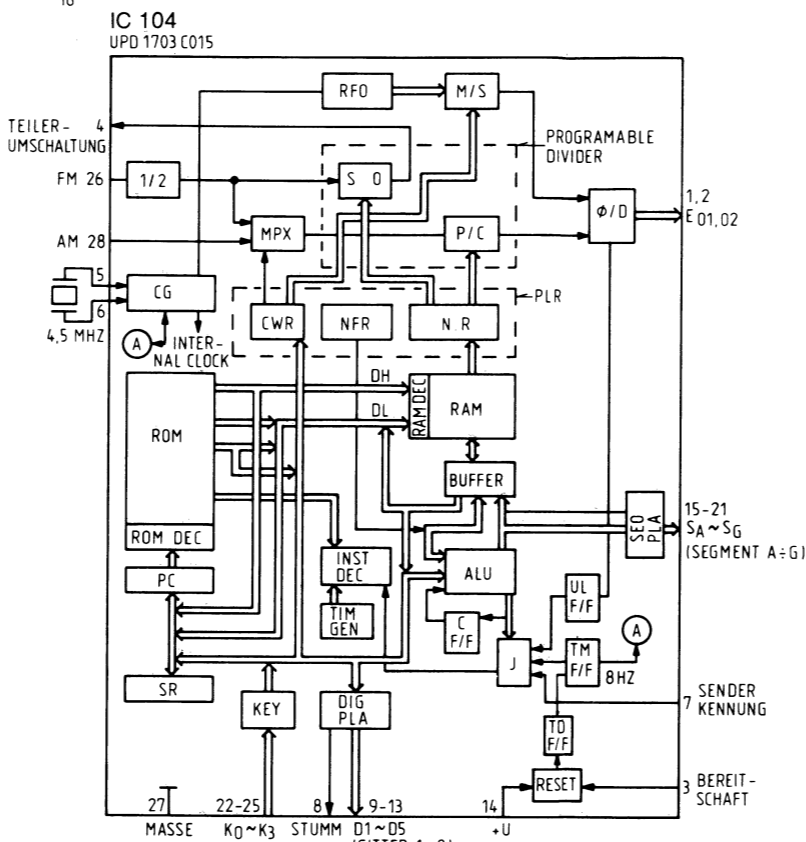 18
IC 104
UPD 1703 C015
RFO
M/S
TEILER-
UMSCHALTUNG
4
PROGRAMABLE
DIVIDER
FM 26
1/2
S O
Φ/D
1,2
E01,02
AM 28
MPX
P/C
5
6
4,5 MHZ
CG
PLR
CWR
NFR
N.R
A
INTER-
NAL CLOCK
ROM
DH
DL
RAM DEC
RAM
BUFFER
ROM DEC
PC
INST
DEC
TIM
GEN
ALU
C
F/F
SEO
PLA
15-21
SA~SG
(SEGMENT A÷G)
UL
F/F
TM
F/F
8HZ
A
J
SR
KEY
DIG
PLA
7 SENDER
KENNUNG
TD
F/F
RESET
3 BEREIT-
SCHAFT
27
MASSE
22-25
K0~K3
8
STUMM
9-13
D1~D5
14
+U